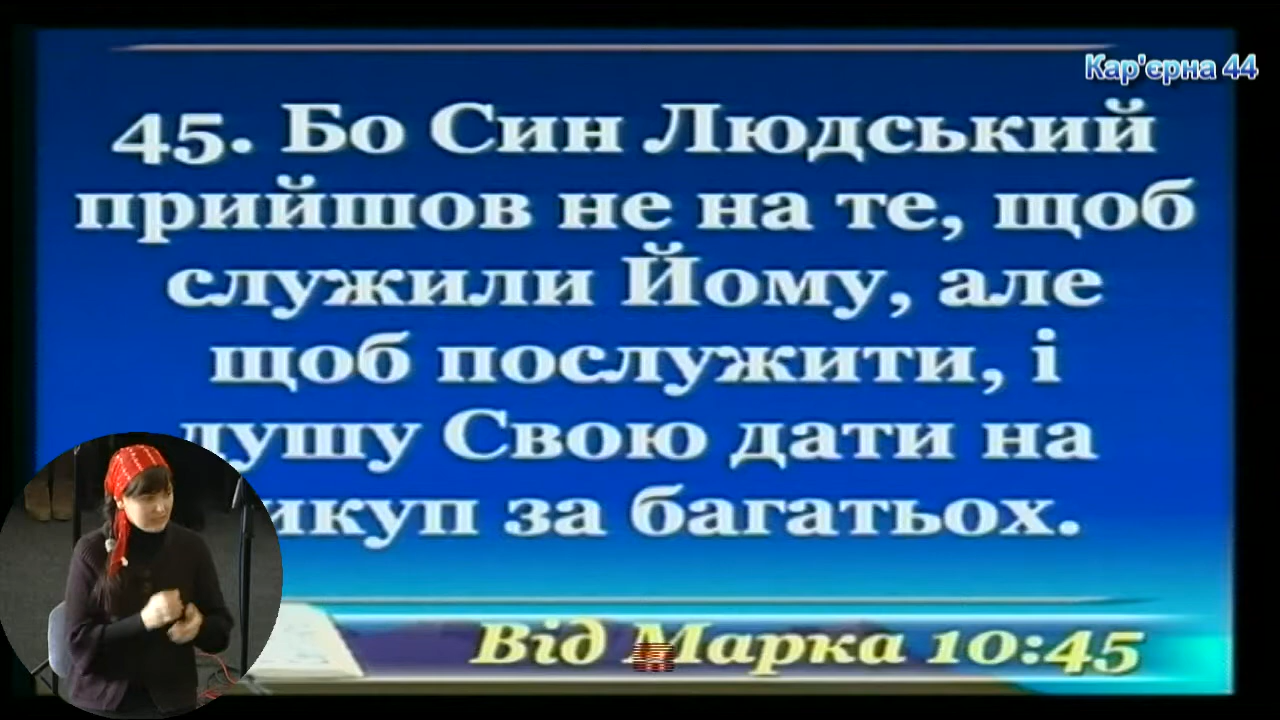 Кар'єрна 44
45. Бо Син Людський
прийшов не на те, щоб
служили Йому, але
щоб послужити, і
душу Свою дати на
за багатьох.
Від Марка 10:45